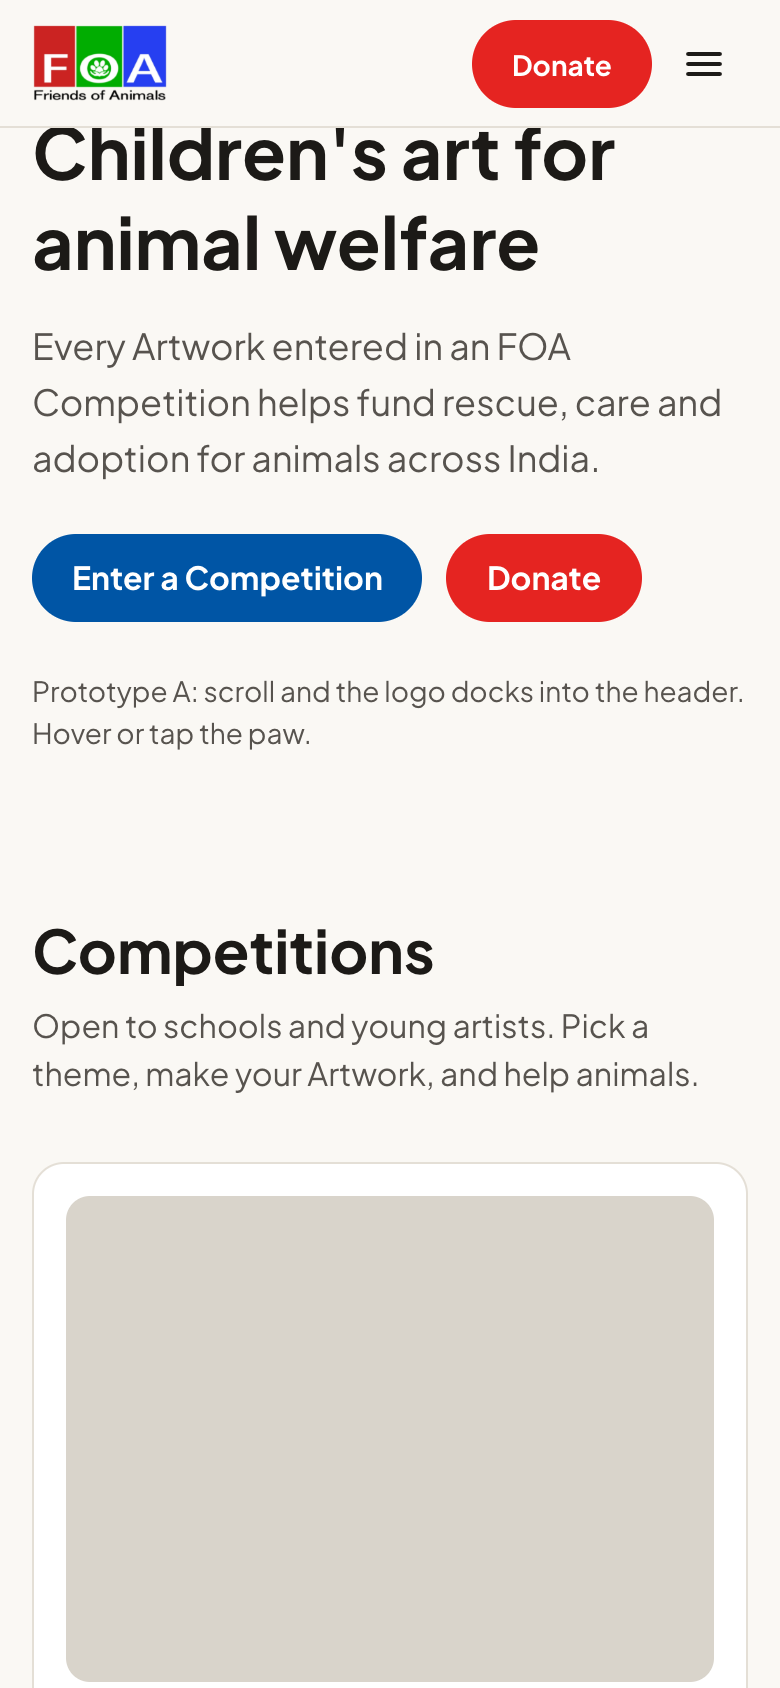 FOA
Friends of Animals
Donate
Children's art for
animal welfare
Every Artwork entered in an FOA
Competition helps fund rescue, care and
adoption for animals across India.
Enter a Competition
Donate
Prototype A: scroll and the logo docks into the header.
Hover or tap the paw.
Competitions
Open to schools and young artists. Pick a
theme, make your Artwork, and help animals.